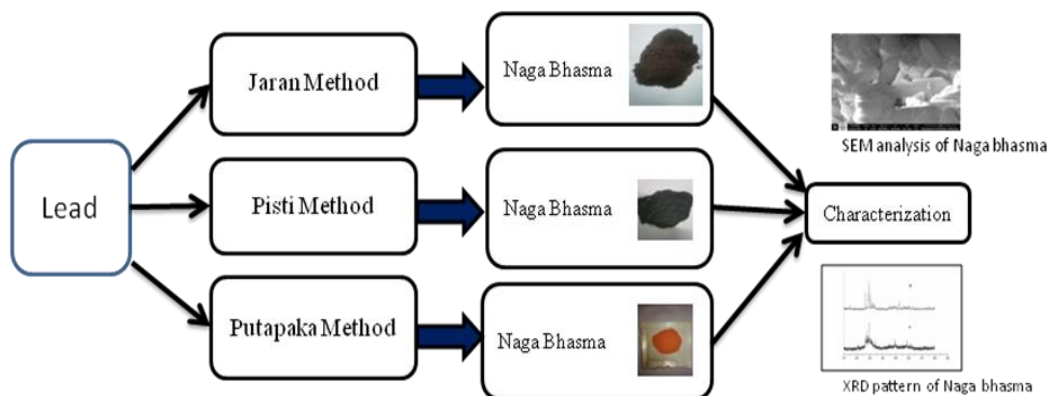 Lead
Jaran Method
Naga Bhasma
Pisti Method
Naga Bhasma
Putapaka Method
Naga Bhasma
SEM analysis of Naga bhasma
Characterization
XRD pattern of Naga bhasma